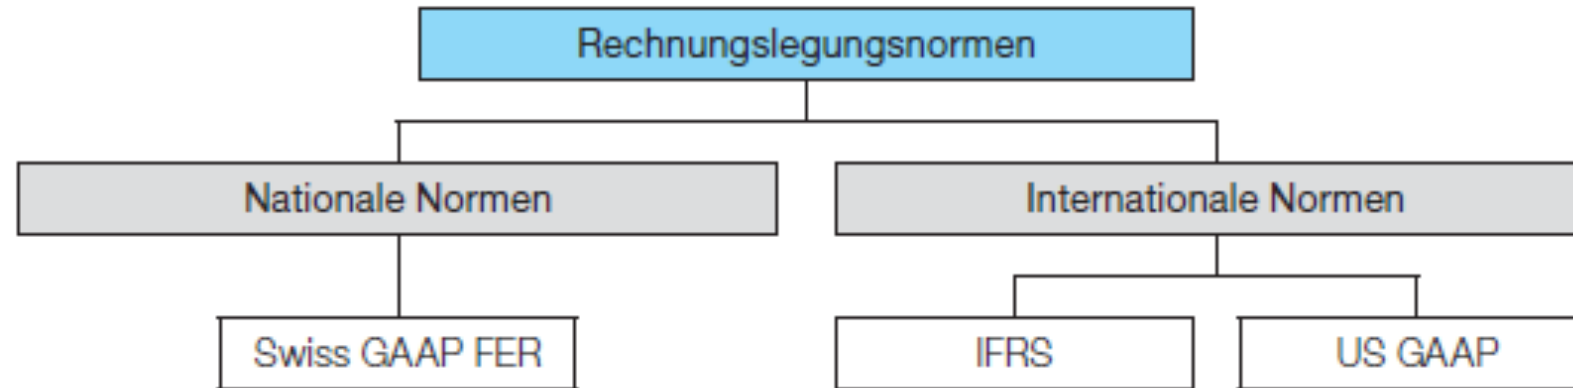 Rechnungslegungsnormen
Nationale Normen
Internationale Normen
Swiss GAAP FER
IFRS
US GAAP